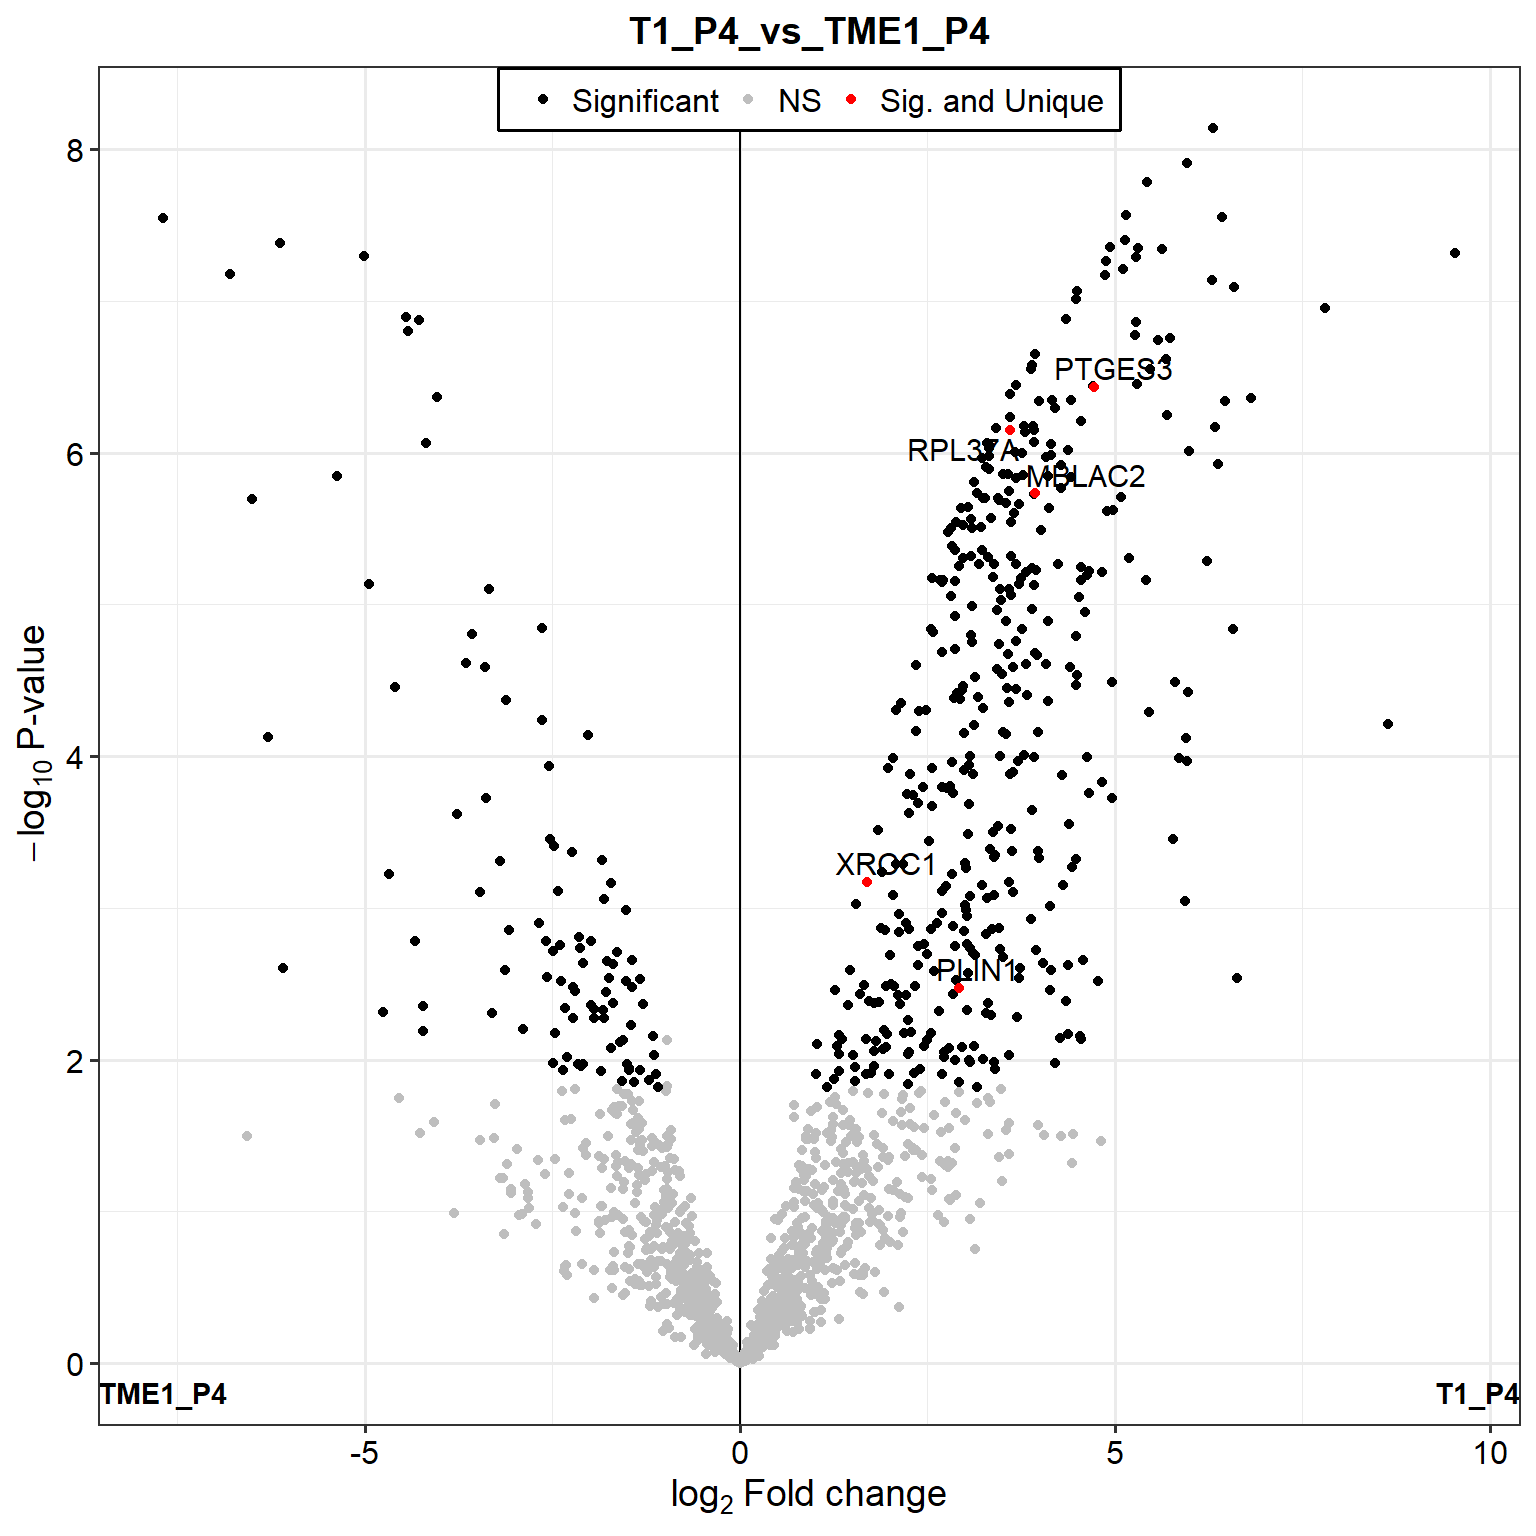 T1_P4_vs_TME1_P4
Significant NS Sig. and Unique
8
PTGES3
6
RPL37A
MBLAC2
4
XRCC1
PLIN1
2
0
TME1_P4 T1_P4
-5 0 5 10
log2 Fold change
−log10 P-value